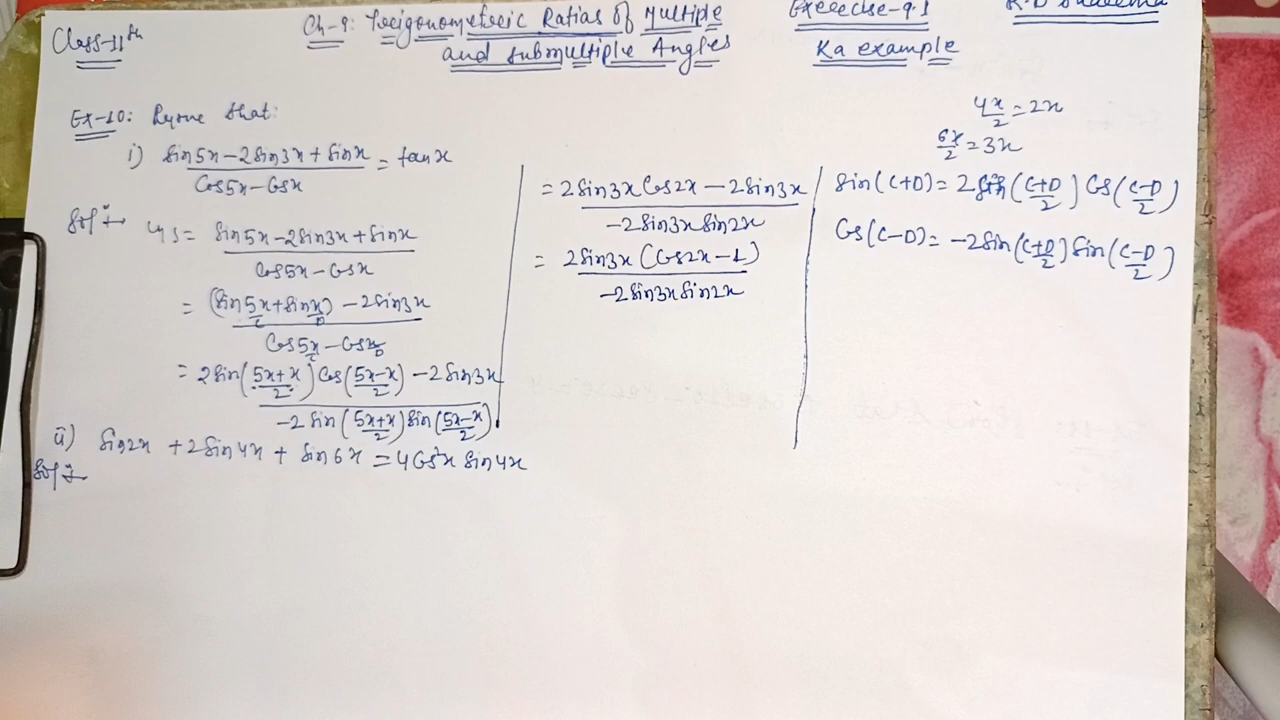 Class-11th
Ch-9: Trigonometric Ratios of Multiple
and submultiple Angles
Exercise-9.1
Ka example
R.D Sharma
Ex-10: Prove that:
i) (sin5x-2sin3x+sinx)/(cos5x-cosx) = tanx
Sol:-
LHS = (sin5x-2sin3x+sinx)/(cos5x-cosx)
= ((sin5x+sinx) - 2sin3x)/(cos5x-cosx)
= (2sin((5x+x)/2)cos((5x-x)/2) - 2sin3x)/(-2sin((5x+x)/2)sin((5x-x)/2))
= (2sin3xcos2x - 2sin3x)/(-2sin3xsin2x)
= (2sin3x(cos2x-1))/(-2sin3xsin2x)
4x/2 = 2x
6x/2 = 3x
sin(C+D) = 2sin((C+D)/2)cos((C-D)/2)
cos(C-D) = -2sin((C+D)/2)sin((C-D)/2)
ii) sin2x + 2sin4x + sin6x = 4cos²x sin4x
Sol:-